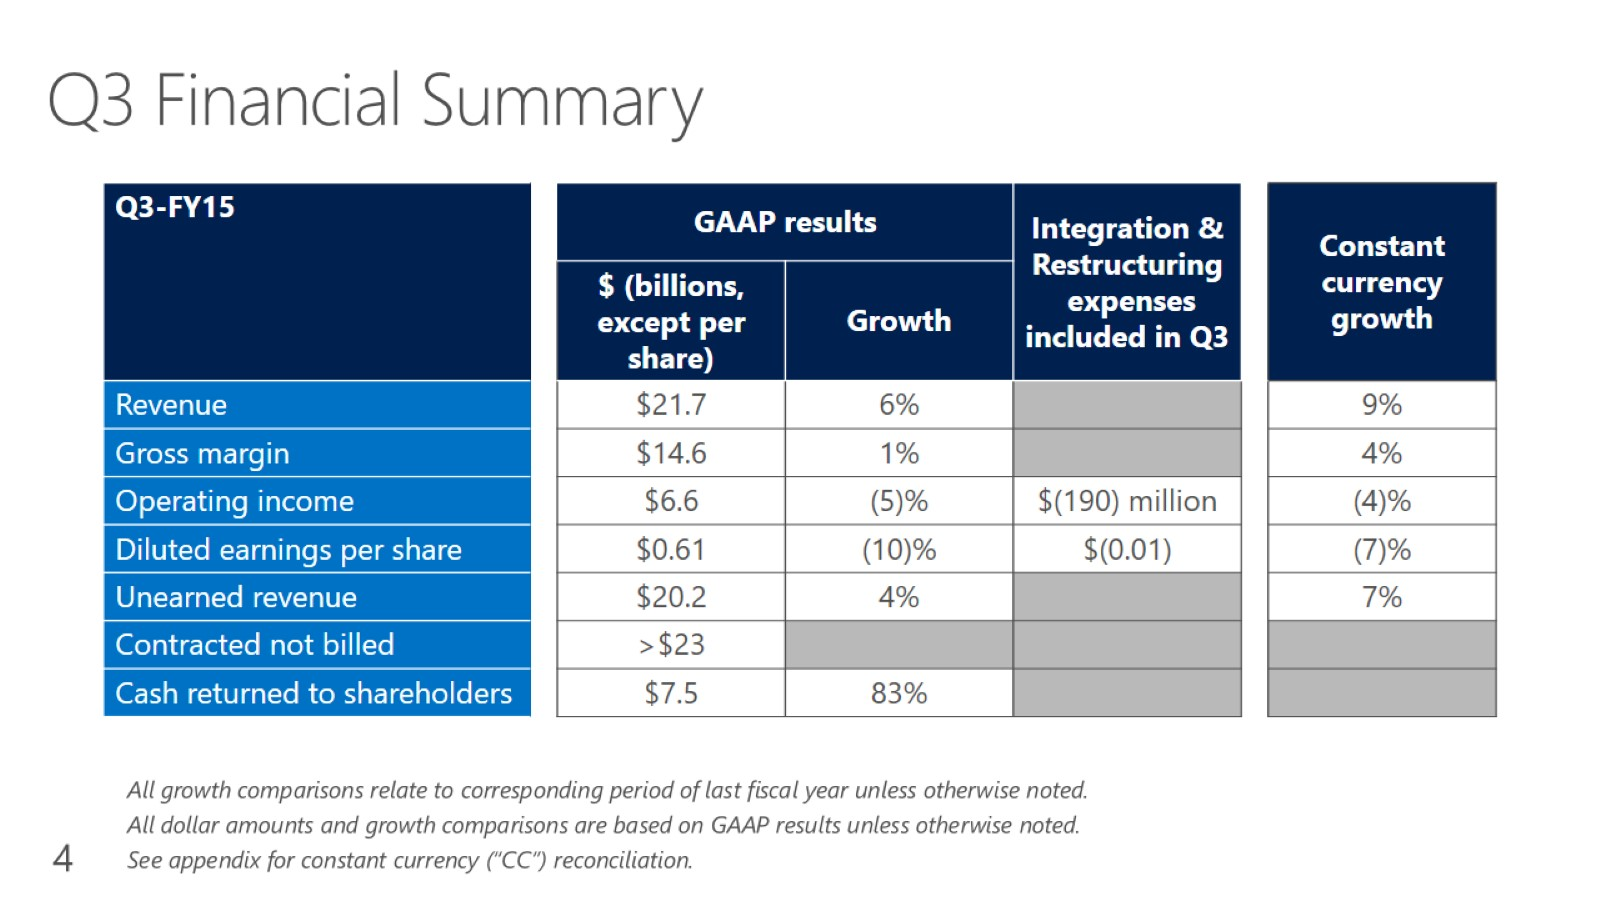 Q3 Financial Summary
Q3-FY15
GAAP results
$ (billions,
except per
share)
Growth
Integration &
Restructuring
expenses
included in Q3
Constant
currency
growth
Revenue $21.7 6% 9%
Gross margin $14.6 1% 4%
Operating income $6.6 (5)% $(190) million (4)%
Diluted earnings per share $0.61 (10)% $(0.01) (7)%
Unearned revenue $20.2 4% 7%
Contracted not billed >$23
Cash returned to shareholders $7.5 83%
All growth comparisons relate to corresponding period of last fiscal year unless otherwise noted.
All dollar amounts and growth comparisons are based on GAAP results unless otherwise noted.
See appendix for constant currency ("CC") reconciliation.
4